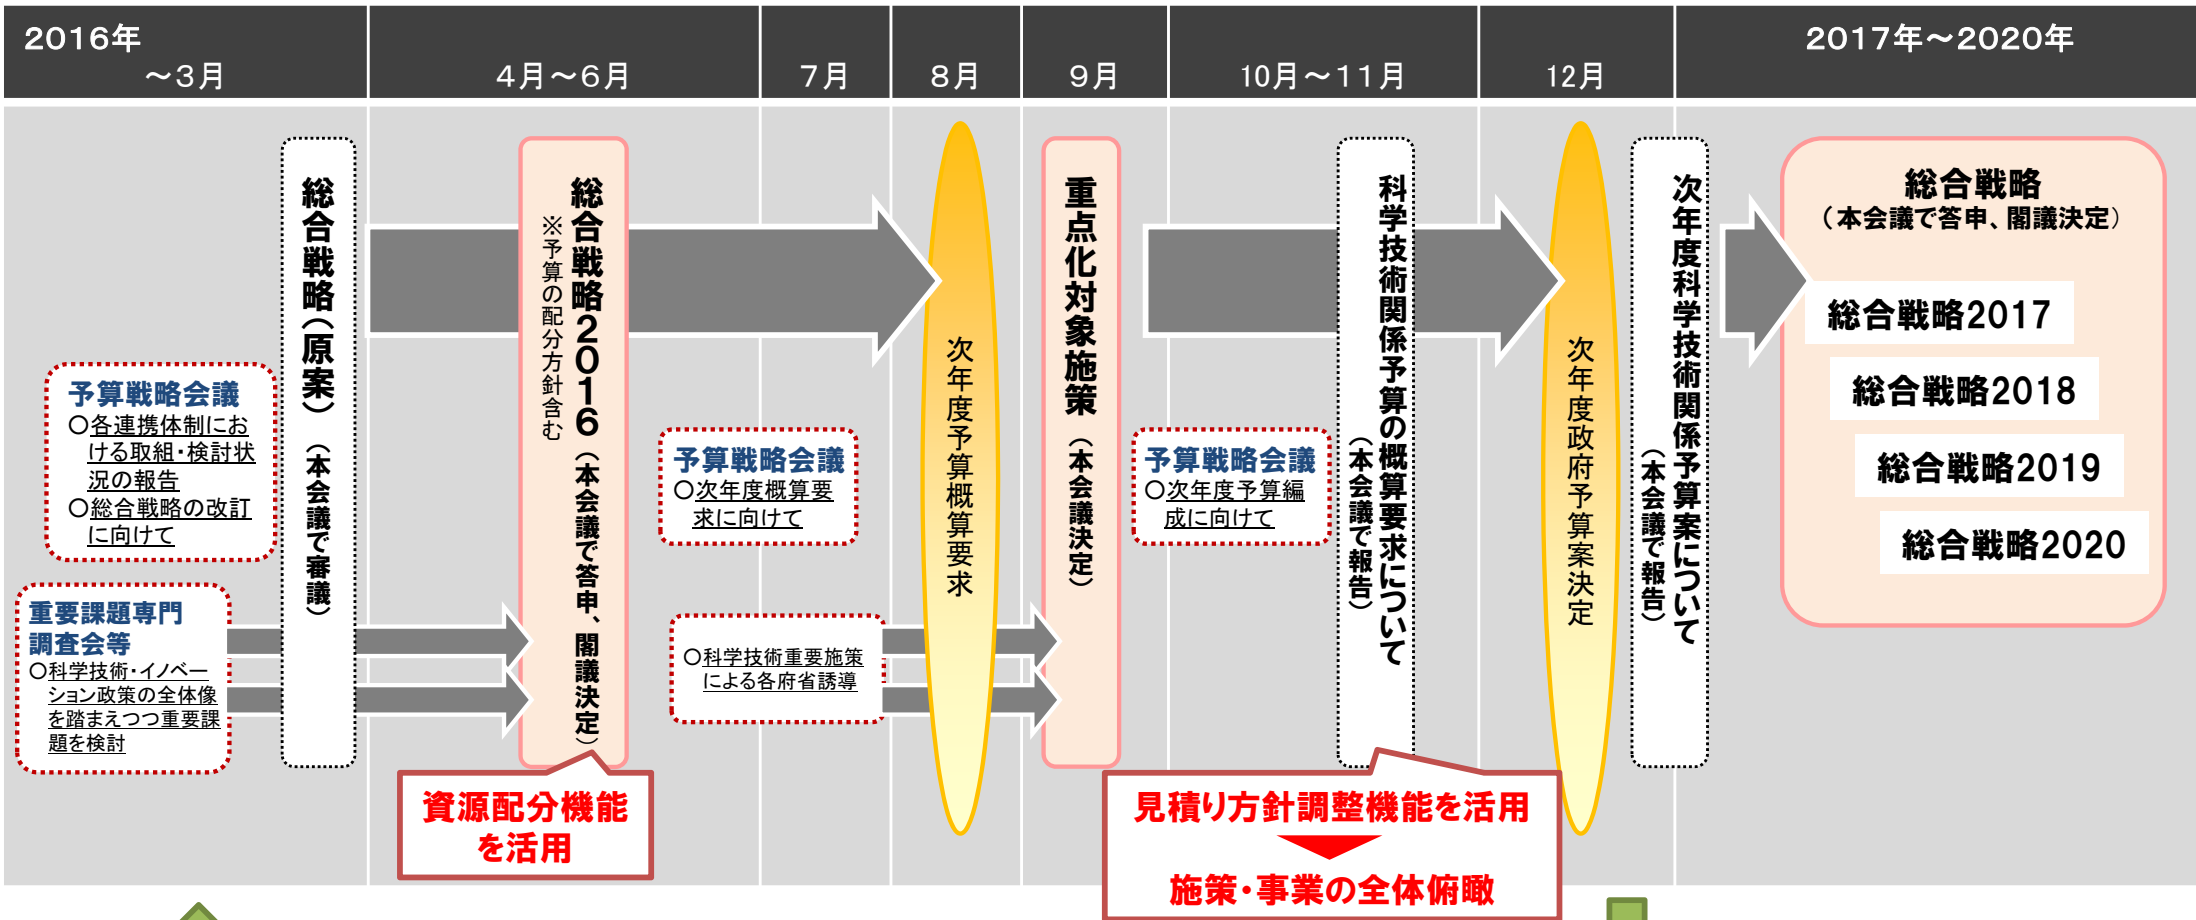 2016年
～3月
4月～6月
7月
8月
9月
10月～11月
12月
2017年～2020年
予算戦略会議
○各連携体制にお
ける取組・検討状
況の報告
○総合戦略の改訂
に向けて
重要課題専門
調査会等
○科学技術・イノベー
ション政策の全体像
を踏まえつつ重要課
題を検討
総合戦略（原案）（本会議で審議）
総合戦略2016（本会議で答申、閣議決定）
※予算の配分方針含む
資源配分機能
を活用
予算戦略会議
○次年度概算要
求に向けて
○科学技術重要施策
による各府省誘導
次年度予算概算要求
重点化対象施策（本会議決定）
予算戦略会議
○次年度予算編
成に向けて
科学技術関係予算の概算要求について
（本会議で報告）
見積り方針調整機能を活用
施策・事業の全体俯瞰
次年度政府予算案決定
次年度科学技術関係予算案について
（本会議で報告）
総合戦略
（本会議で答申、閣議決定）
総合戦略2017
総合戦略2018
総合戦略2019
総合戦略2020